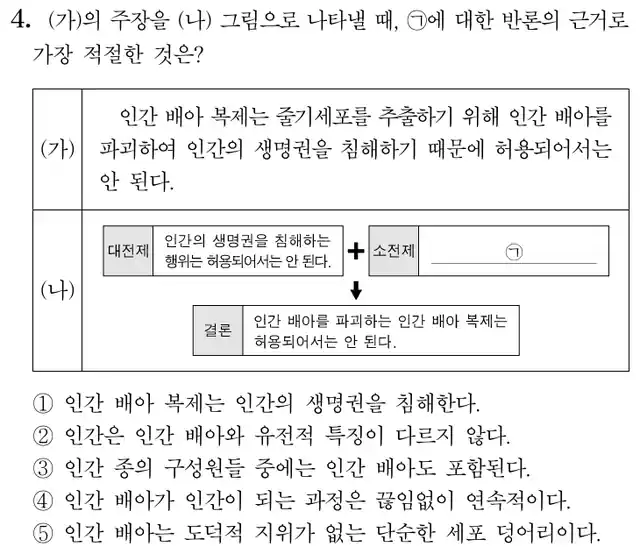 4. (가)의 주장을 (나) 그림으로 나타낼 때, ㉠에 대한 반론의 근거로
가장 적절한 것은?
(가)
인간 배아 복제는 줄기세포를 추출하기 위해 인간 배아를
파괴하여 인간의 생명권을 침해하기 때문에 허용되어서는
안 된다.
(나)
대전제
인간의 생명권을 침해하는
행위는 허용되어서는 안 된다.
+
소전제
㉠
결론
인간 배아를 파괴하는 인간 배아 복제는
허용되어서는 안 된다.
① 인간 배아 복제는 인간의 생명권을 침해한다.
② 인간은 인간 배아와 유전적 특징이 다르지 않다.
③ 인간 종의 구성원들 중에는 인간 배아도 포함된다.
④ 인간 배아가 인간이 되는 과정은 끊임없이 연속적이다.
⑤ 인간 배아는 도덕적 지위가 없는 단순한 세포 덩어리이다.